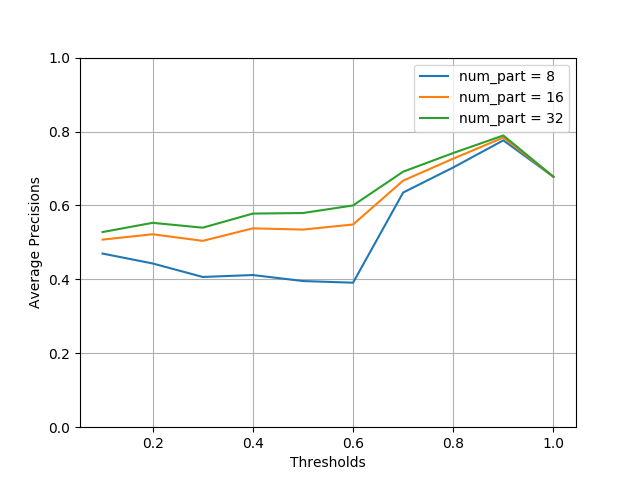 num_part = 8
num_part = 16
num_part = 32
1.0
0.8
0.6
0.4
0.2
0.0
Average Precisions
0.2 0.4 0.6 0.8 1.0
Thresholds